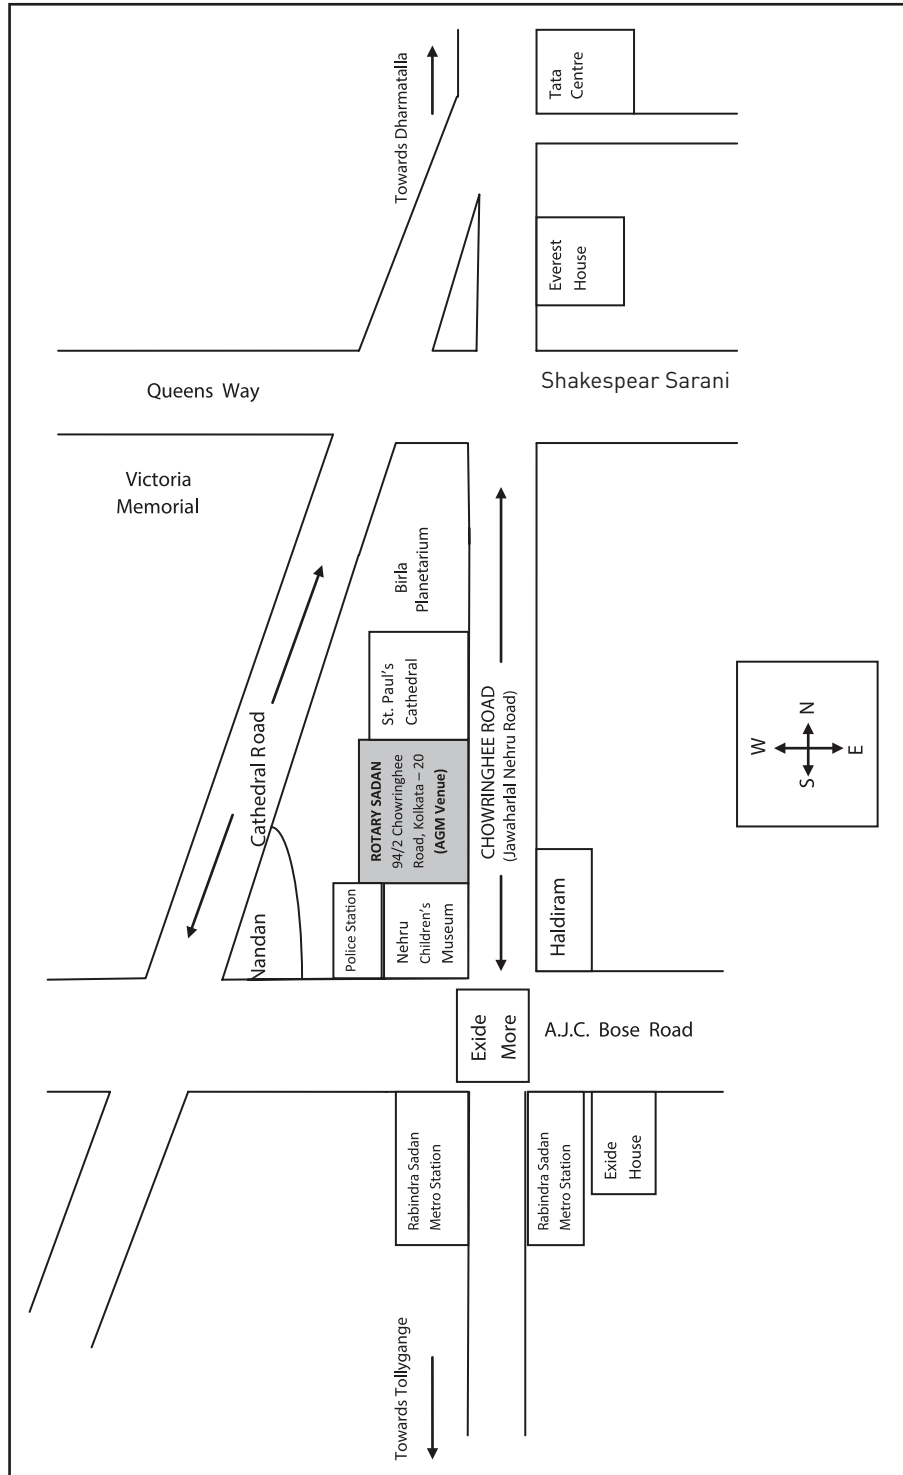 Towards Dharmatalla
Tata
Centre
Everest
House
Queens Way
Shakespear Sarani
Victoria
Memorial
Birla
Planetarium
St. Paul's
Cathedral
Cathedral Road
ROTARY SADAN
94/2 Chowringhee
Road, Kolkata – 20
(AGM Venue)
CHOWRINGHEE ROAD
(Jawaharlal Nehru Road)
W
N
S
E
Nandan
Police Station
Nehru
Children's
Museum
Haldiram
Exide
More
A.J.C. Bose Road
Rabindra Sadan
Metro Station
Rabindra Sadan
Metro Station
Exide
House
Towards Tollygange